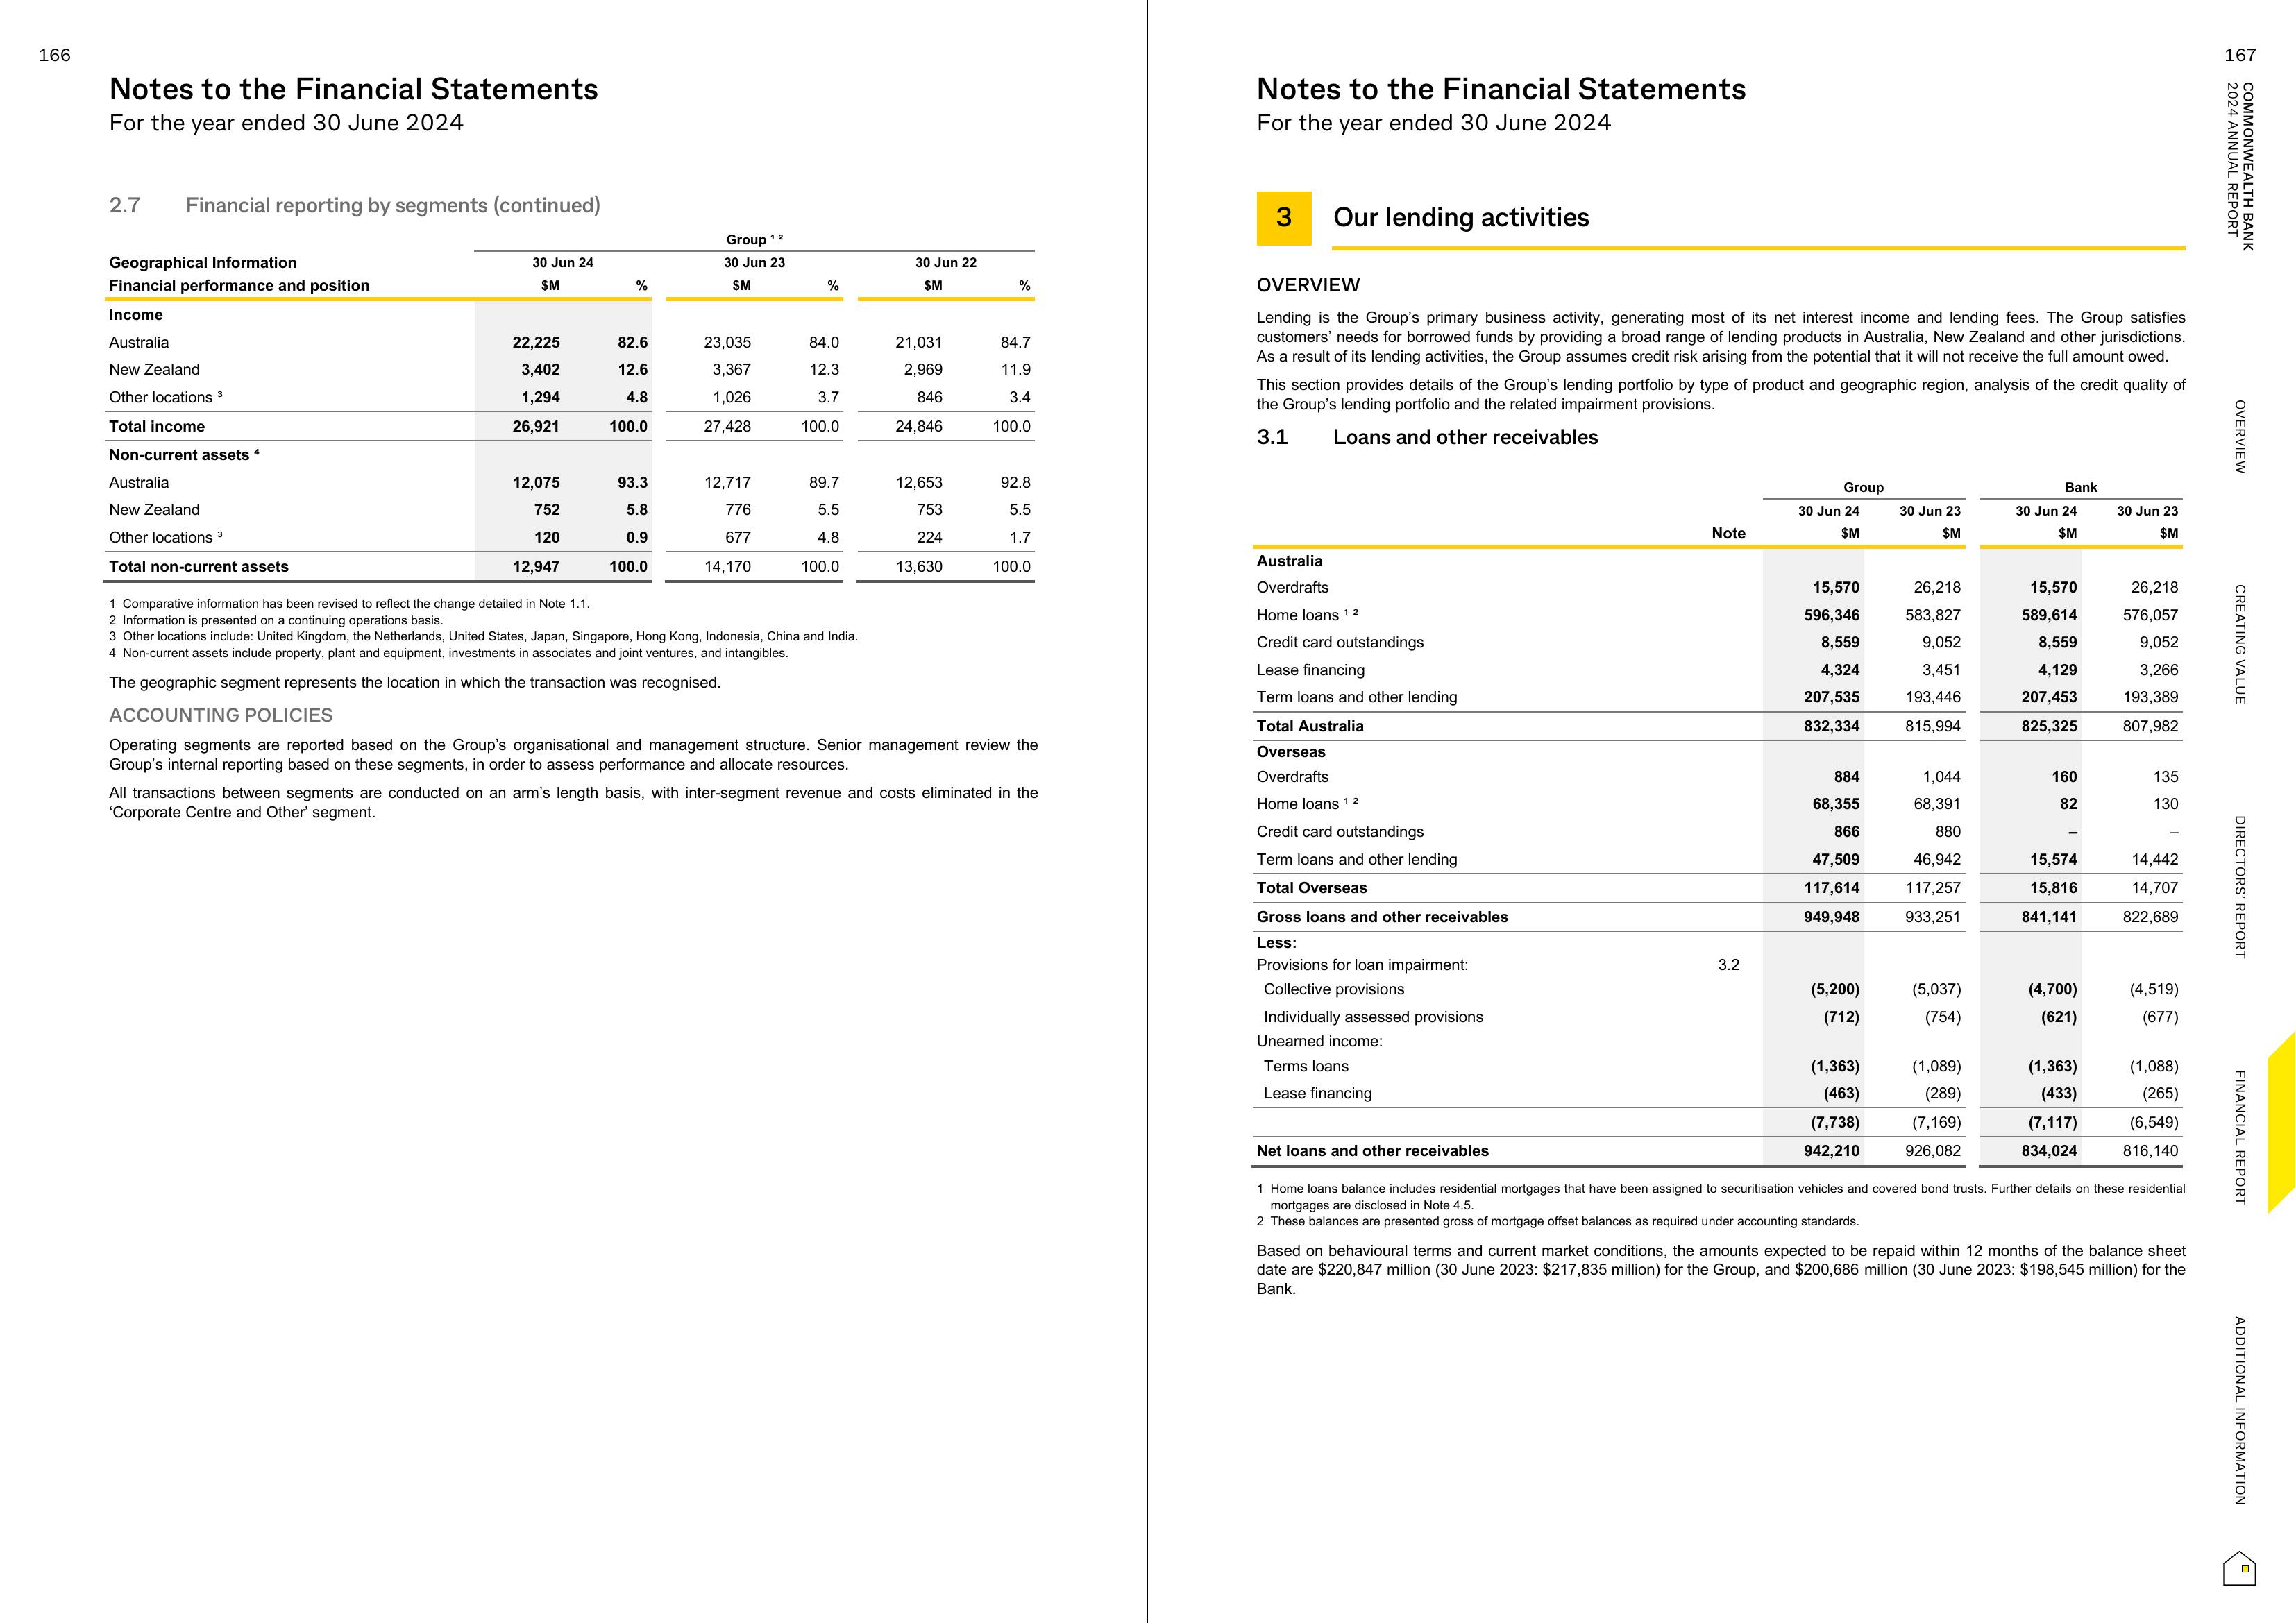 166
Notes to the Financial Statements
For the year ended 30 June 2024
2.7 Financial reporting by segments (continued)
Group ¹ ²
Geographical Information 30 Jun 24 30 Jun 23 30 Jun 22
Financial performance and position $M % $M % $M %
Income
Australia 22,225 82.6 23,035 84.0 21,031 84.7
New Zealand 3,402 12.6 3,367 12.3 2,969 11.9
Other locations ³ 1,294 4.8 1,026 3.7 846 3.4
Total income 26,921 100.0 27,428 100.0 24,846 100.0
Non-current assets ⁴
Australia 12,075 93.3 12,717 89.7 12,653 92.8
New Zealand 752 5.8 776 5.5 753 5.5
Other locations ³ 120 0.9 677 4.8 224 1.7
Total non-current assets 12,947 100.0 14,170 100.0 13,630 100.0
1 Comparative information has been revised to reflect the change detailed in Note 1.1.
2 Information is presented on a continuing operations basis.
3 Other locations include: United Kingdom, the Netherlands, United States, Japan, Singapore, Hong Kong, Indonesia, China and India.
4 Non-current assets include property, plant and equipment, investments in associates and joint ventures, and intangibles.
The geographic segment represents the location in which the transaction was recognised.
ACCOUNTING POLICIES
Operating segments are reported based on the Group’s organisational and management structure. Senior management review the
Group’s internal reporting based on these segments, in order to assess performance and allocate resources.
All transactions between segments are conducted on an arm’s length basis, with inter-segment revenue and costs eliminated in the
‘Corporate Centre and Other’ segment.
167
Notes to the Financial Statements
For the year ended 30 June 2024
3 Our lending activities
OVERVIEW
Lending is the Group’s primary business activity, generating most of its net interest income and lending fees. The Group satisfies
customers’ needs for borrowed funds by providing a broad range of lending products in Australia, New Zealand and other jurisdictions.
As a result of its lending activities, the Group assumes credit risk arising from the potential that it will not receive the full amount owed.
This section provides details of the Group’s lending portfolio by type of product and geographic region, analysis of the credit quality of
the Group’s lending portfolio and the related impairment provisions.
3.1 Loans and other receivables
Group Bank
30 Jun 24 30 Jun 23 30 Jun 24 30 Jun 23
Note $M $M $M $M
Australia
Overdrafts 15,570 26,218 15,570 26,218
Home loans ¹ ² 596,346 583,827 589,614 576,057
Credit card outstandings 8,559 9,052 8,559 9,052
Lease financing 4,324 3,451 4,129 3,266
Term loans and other lending 207,535 193,446 207,453 193,389
Total Australia 832,334 815,994 825,325 807,982
Overseas
Overdrafts 884 1,044 160 135
Home loans ¹ ² 68,355 68,391 82 130
Credit card outstandings 866 880 – –
Term loans and other lending 47,509 46,942 15,574 14,442
Total Overseas 117,614 117,257 15,816 14,707
Gross loans and other receivables 949,948 933,251 841,141 822,689
Less:
Provisions for loan impairment: 3.2
Collective provisions (5,200) (5,037) (4,700) (4,519)
Individually assessed provisions (712) (754) (621) (677)
Unearned income:
Terms loans (1,363) (1,089) (1,363) (1,088)
Lease financing (463) (289) (433) (265)
(7,738) (7,169) (7,117) (6,549)
Net loans and other receivables 942,210 926,082 834,024 816,140
1 Home loans balance includes residential mortgages that have been assigned to securitisation vehicles and covered bond trusts. Further details on these residential
mortgages are disclosed in Note 4.5.
2 These balances are presented gross of mortgage offset balances as required under accounting standards.
Based on behavioural terms and current market conditions, the amounts expected to be repaid within 12 months of the balance sheet
date are $220,847 million (30 June 2023: $217,835 million) for the Group, and $200,686 million (30 June 2023: $198,545 million) for the
Bank.
COMMONWEALTH BANK
2024 ANNUAL REPORT
OVERVIEW
CREATING VALUE
DIRECTORS’ REPORT
FINANCIAL REPORT
ADDITIONAL INFORMATION